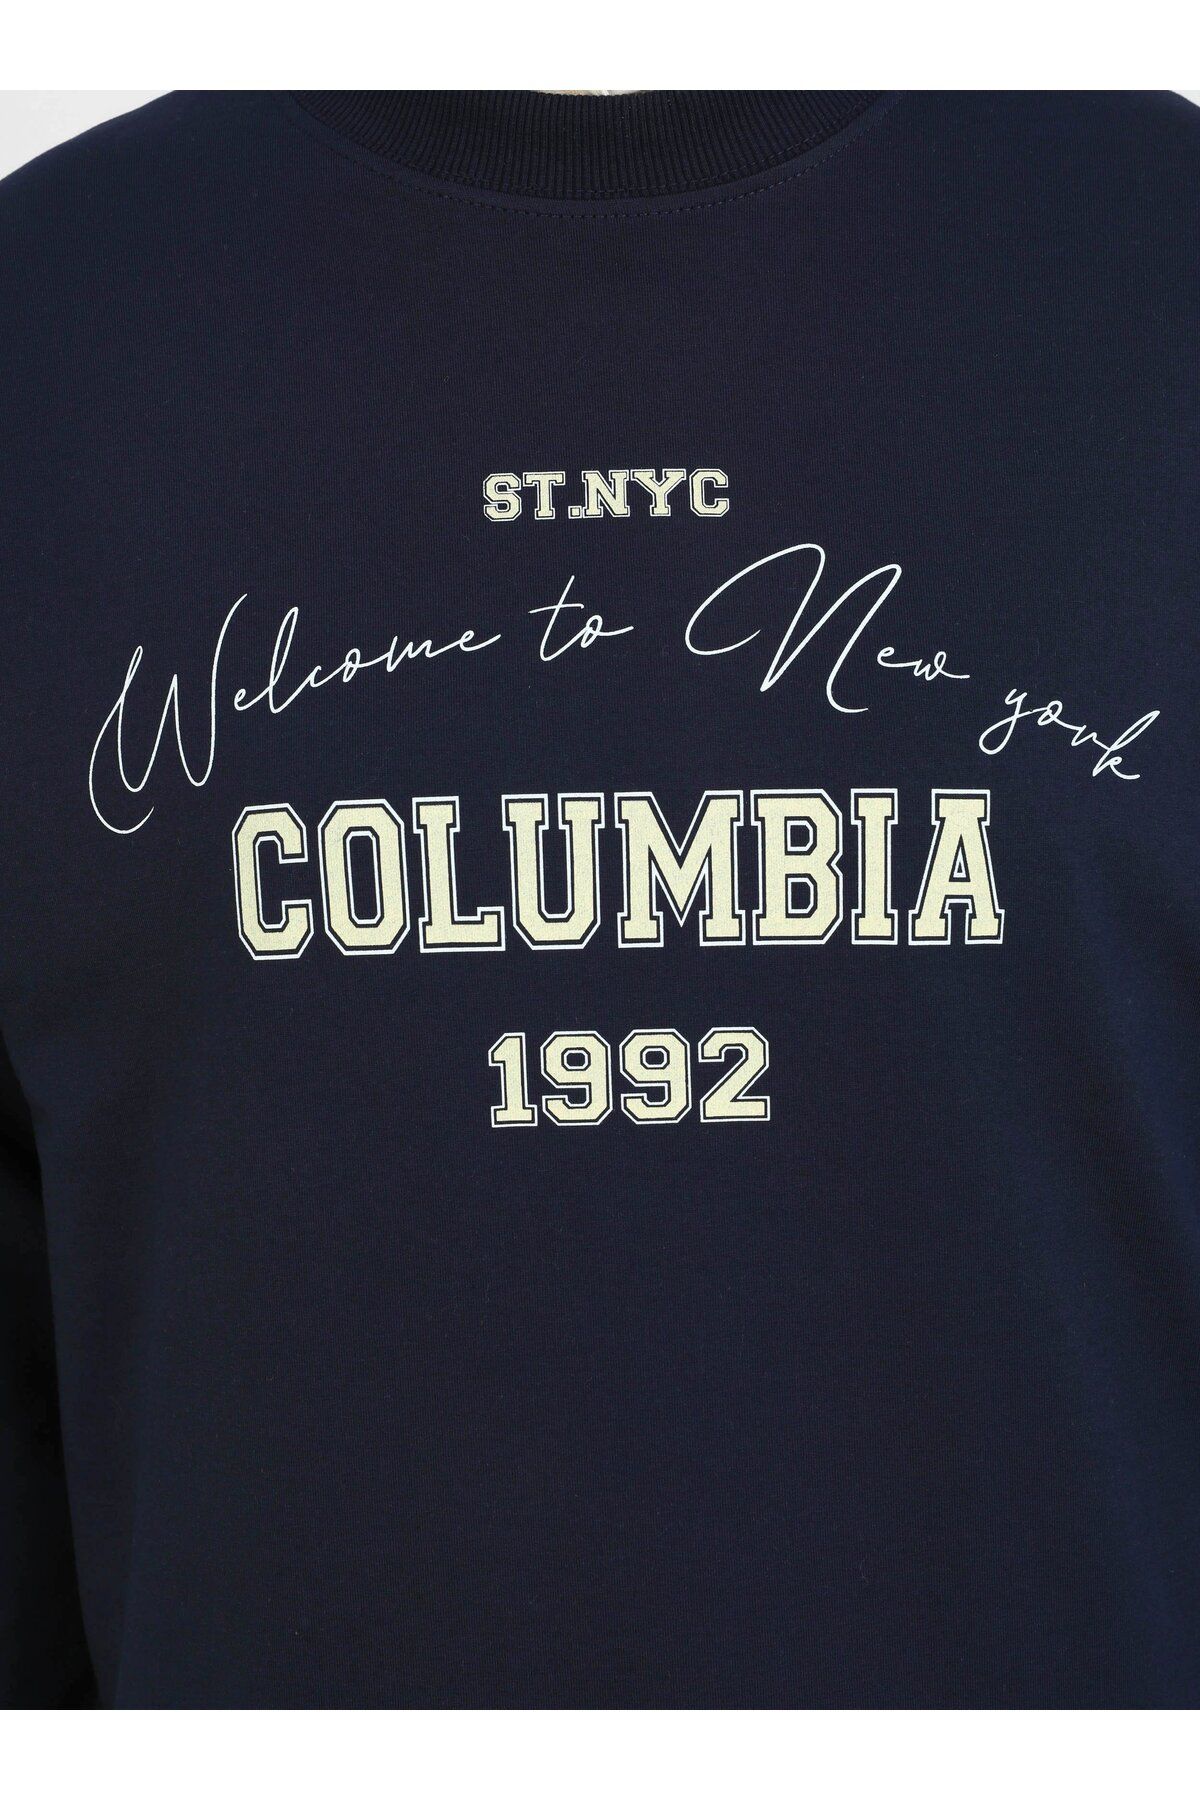 ST.NYC
Welcome to New york
COLUMBIA
1992